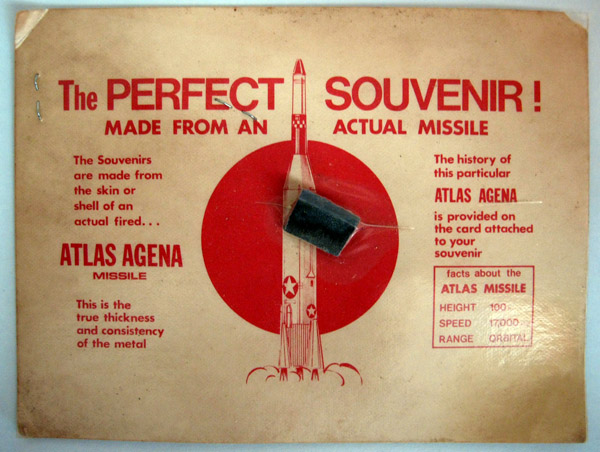 The PERFECT SOUVENIR !
MADE FROM AN ACTUAL MISSILE
The Souvenirs
are made from
the skin or
shell of an
actual fired. . .
ATLAS AGENA
MISSILE
This is the
true thickness
and consistency
of the metal
The history of
this particular
ATLAS AGENA
is provided on
the card attached
to your
souvenir
facts about the
ATLAS MISSILE
HEIGHT 100
SPEED 17,000
RANGE ORBITAL